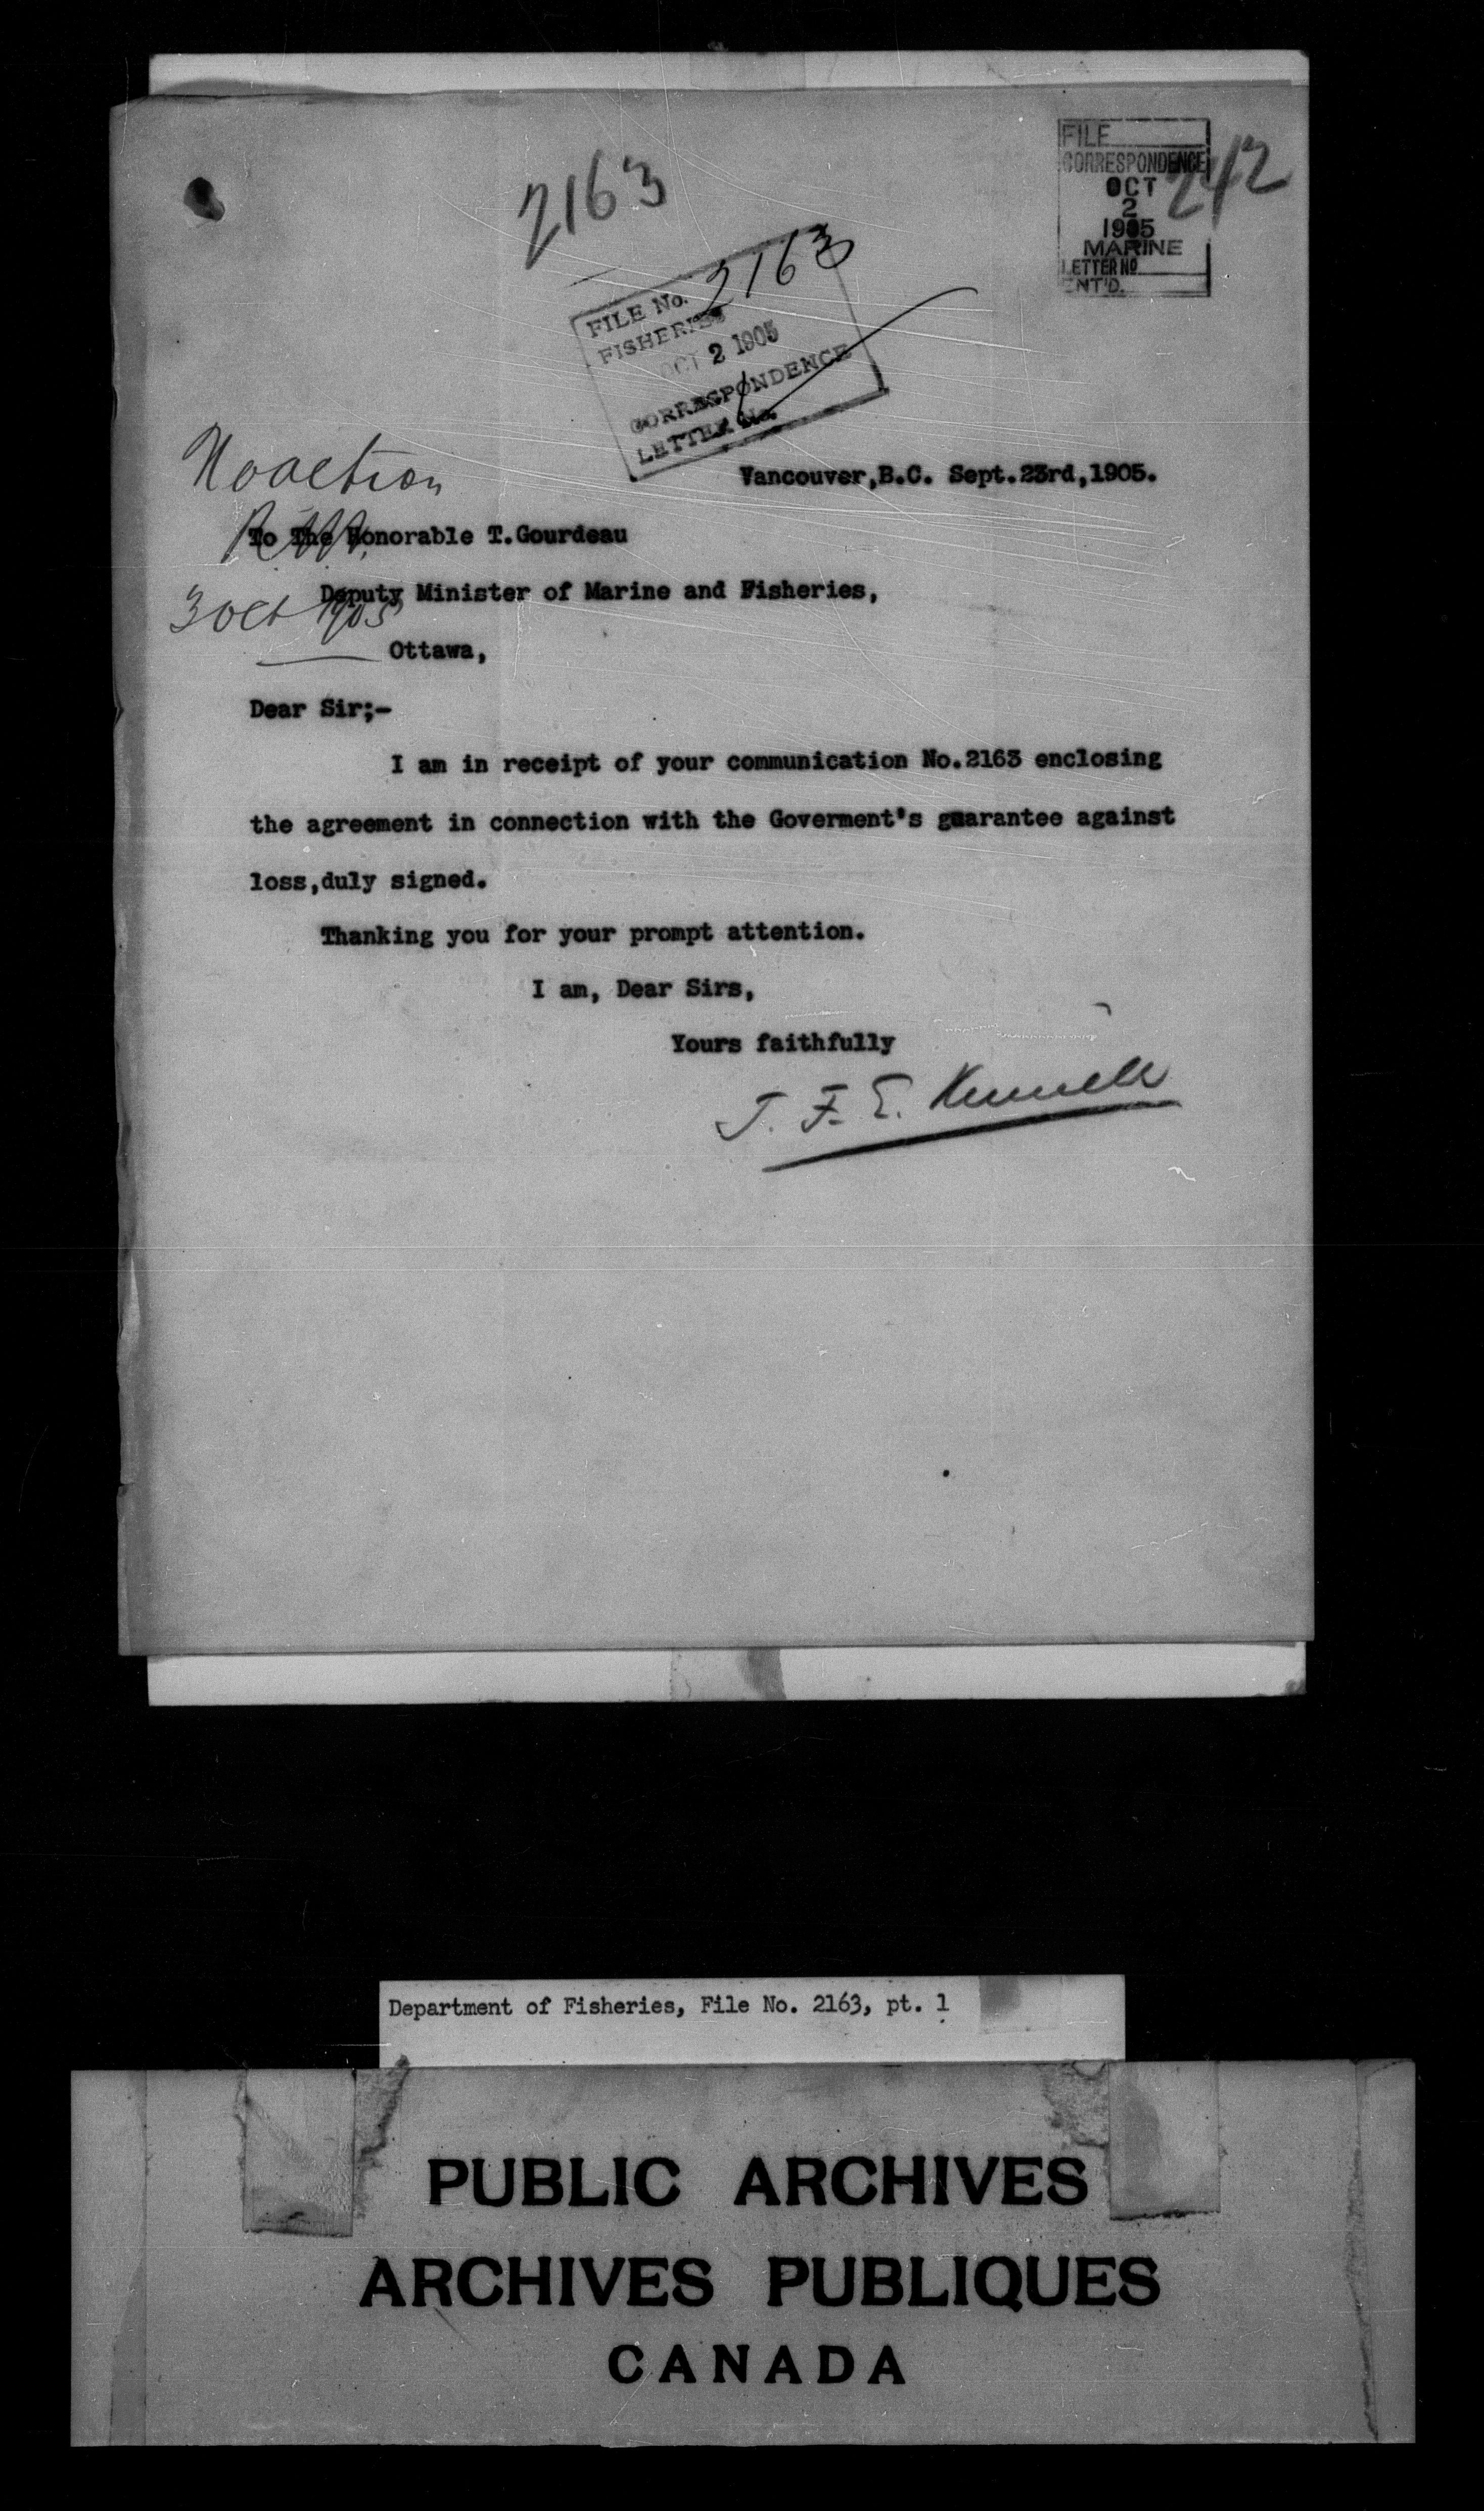 2163
242
FILE
CORRESPONDENCE
OCT
2
1905
MARINE
LETTER NO
ENT'D.
FILE No. 2163
FISHERIES
OCT 2 1905
CORRESPONDENCE
LETTER No.
No action
3 Oct 1905
Vancouver,B.C. Sept.23rd,1905.
To The Honorable T.Gourdeau
Deputy Minister of Marine and Fisheries,
Ottawa,
Dear Sir;-
I am in receipt of your communication No.2163 enclosing
the agreement in connection with the Goverment's guarantee against
loss,duly signed.
Thanking you for your prompt attention.
I am, Dear Sirs,
Yours faithfully
J. F. E.
Department of Fisheries, File No. 2163, pt. 1
PUBLIC ARCHIVES
ARCHIVES PUBLIQUES
CANADA